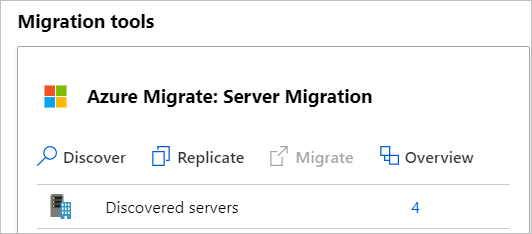 Migration tools
Azure Migrate: Server Migration
Discover Replicate Migrate Overview
Discovered servers 4